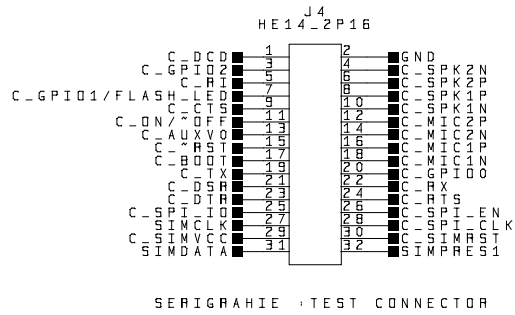 J4
HE14_2P16
C_DCD 1 2 GND
C_GPIO2 3 4 C_SPK2N
C_RI 5 6 C_SPK2P
C_GPIO1/FLASH_LED 7 8 C_SPK1P
C_CTS 9 10 C_SPK1N
C_ON/~OFF 11 12 C_MIC2P
C_AUXV0 13 14 C_MIC2N
C_~RST 15 16 C_MIC1P
C_BOOT 17 18 C_MIC1N
C_TX 19 20 C_GPIO0
C_DSR 21 22 C_RX
C_DTR 23 24 C_RTS
C_SPI_IO 25 26 C_SPI_EN
SIMCLK 27 28 C_SPI_CLK
C_SIMVCC 29 30 C_SIMRST
SIMDATA 31 32 SIMPRES1
SERIGRAHIE :TEST CONNECTOR